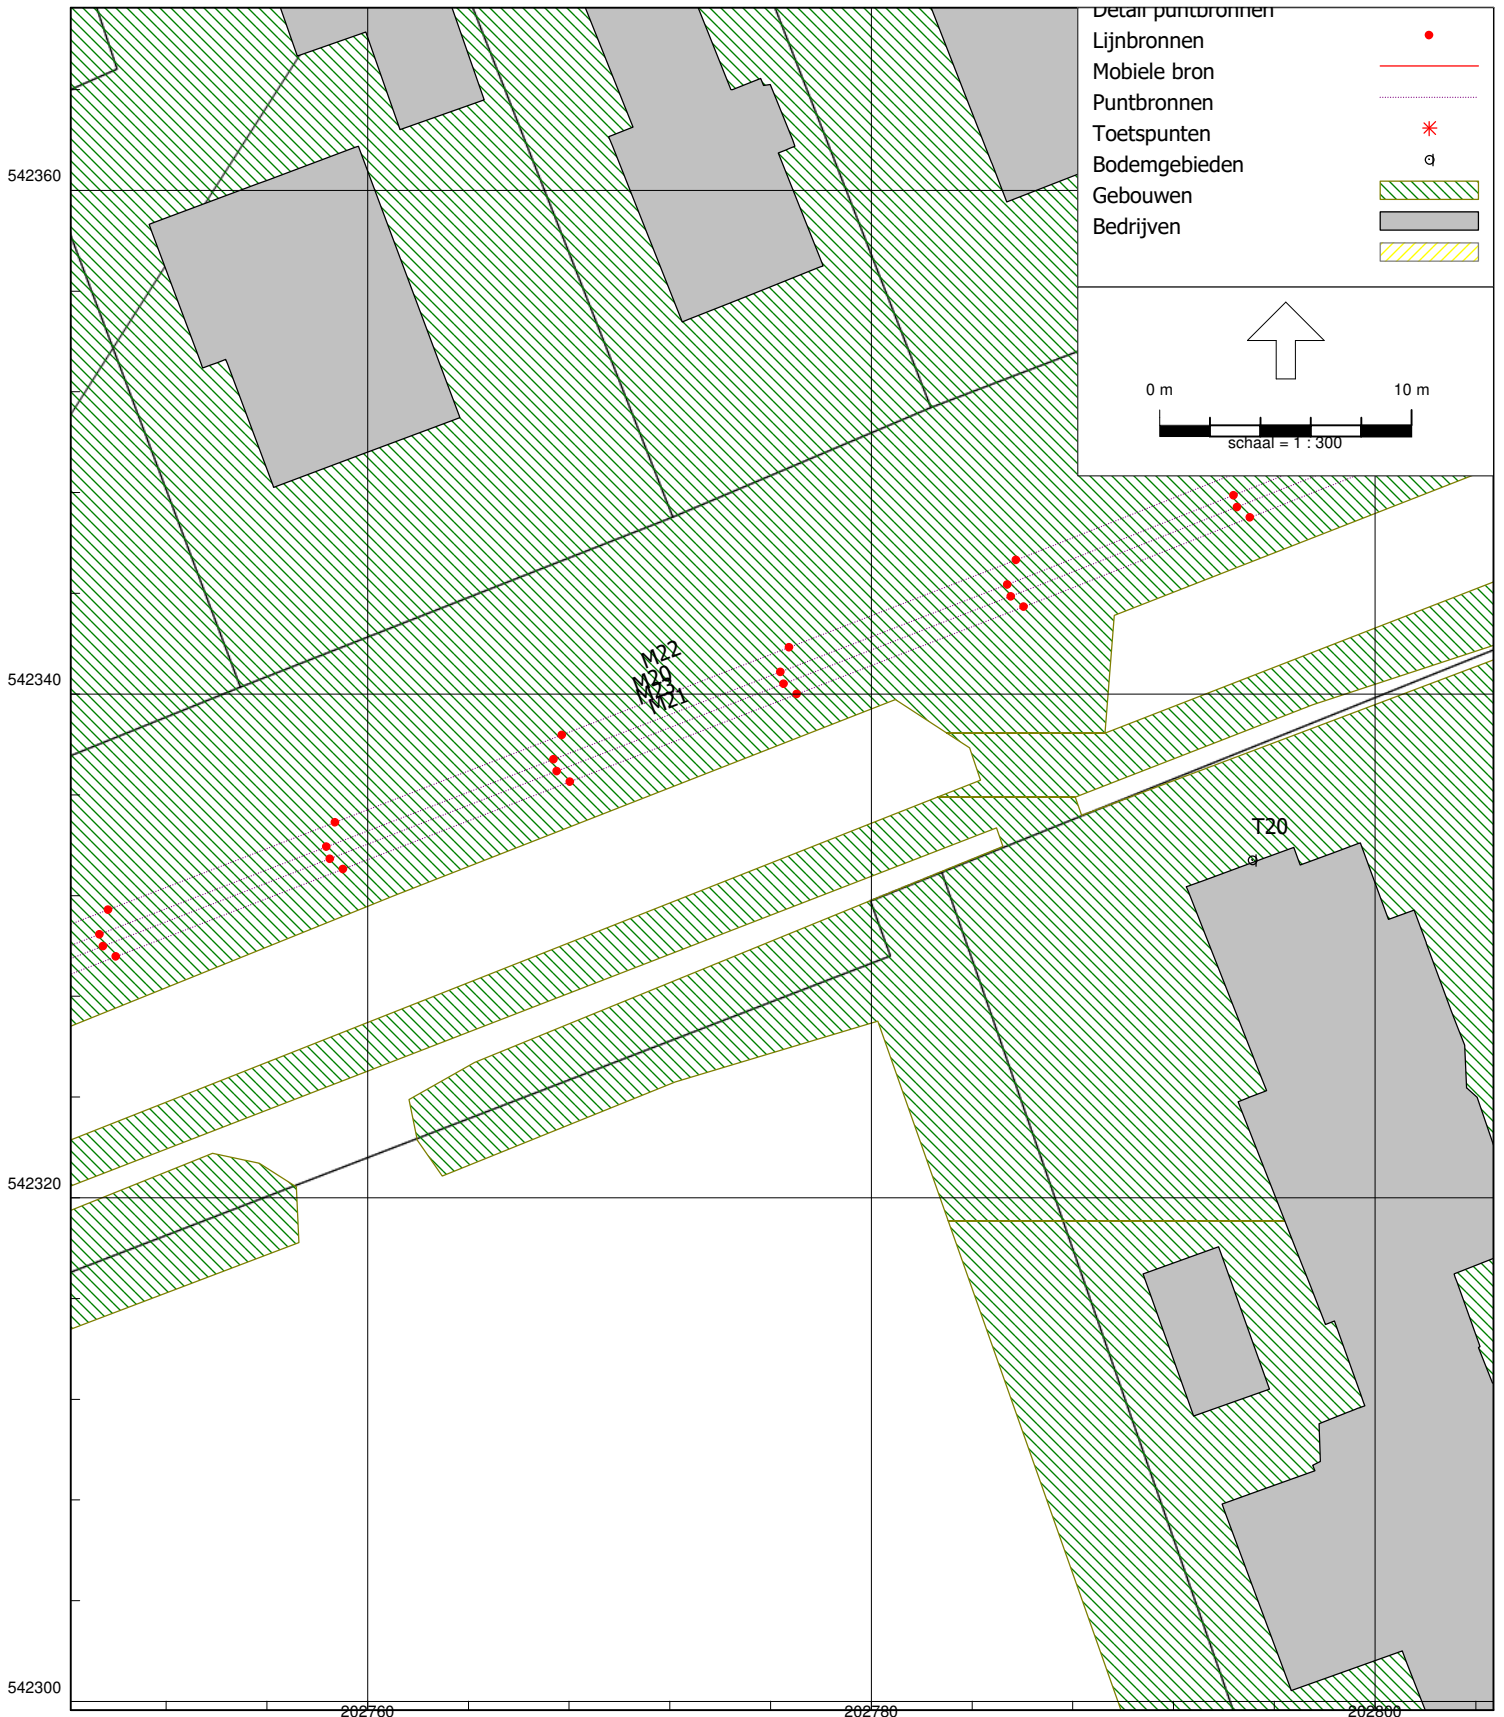 Detail puntbronnen
Lijnbronnen
Mobiele bron
Puntbronnen
Toetspunten
Bodemgebieden
Gebouwen
Bedrijven
0 m 10 m
schaal = 1 : 300
542360
542340
542320
542300
M22
M20
M23
M21
T20
202760 202780 202800